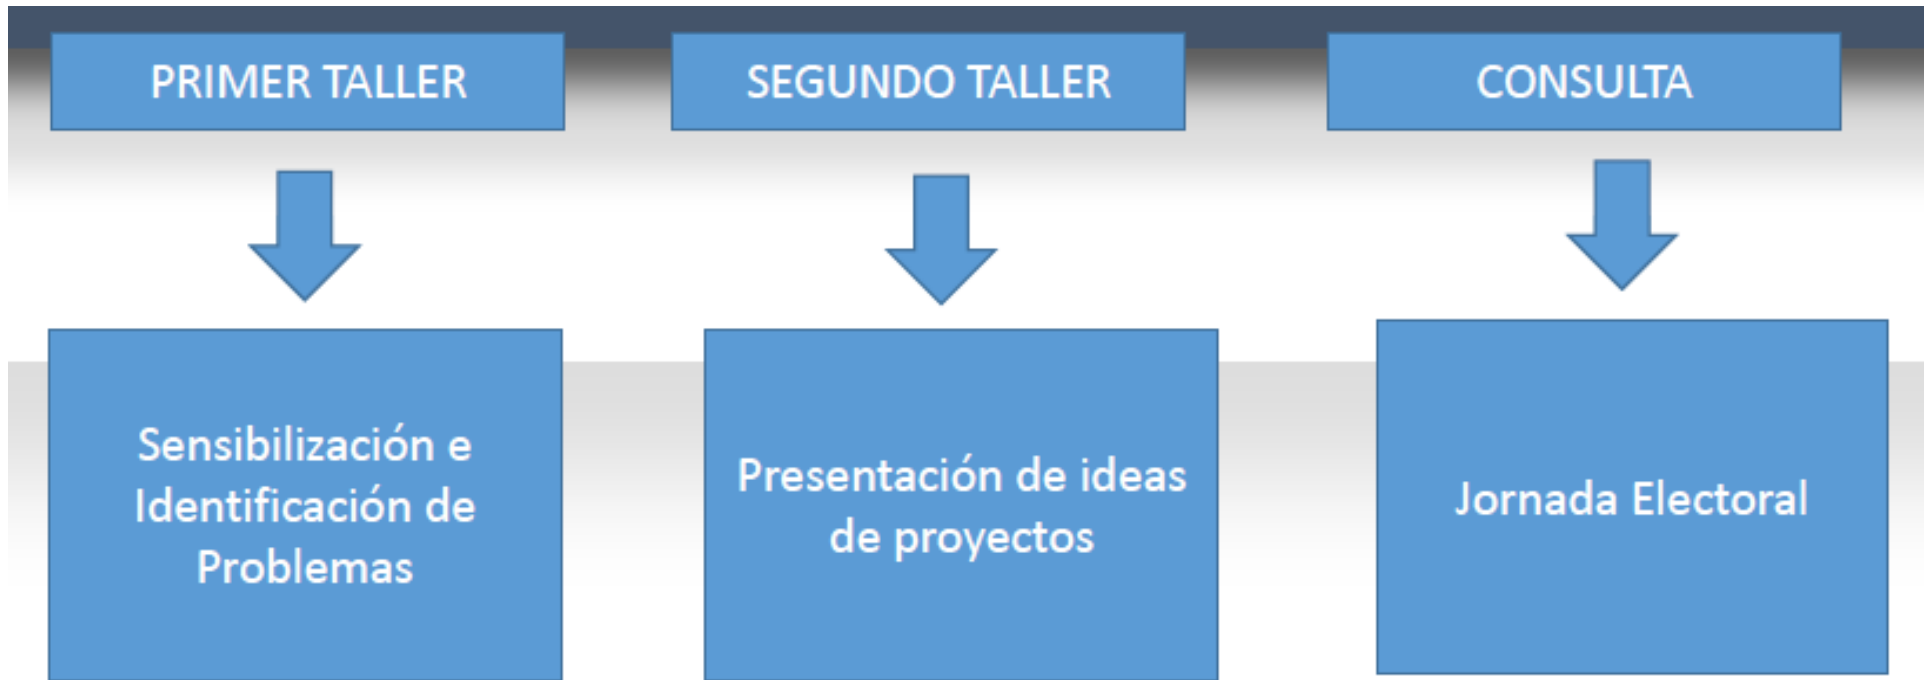 PRIMER TALLER
SEGUNDO TALLER
CONSULTA
Sensibilización e
Identificación de
Problemas
Presentación de ideas
de proyectos
Jornada Electoral